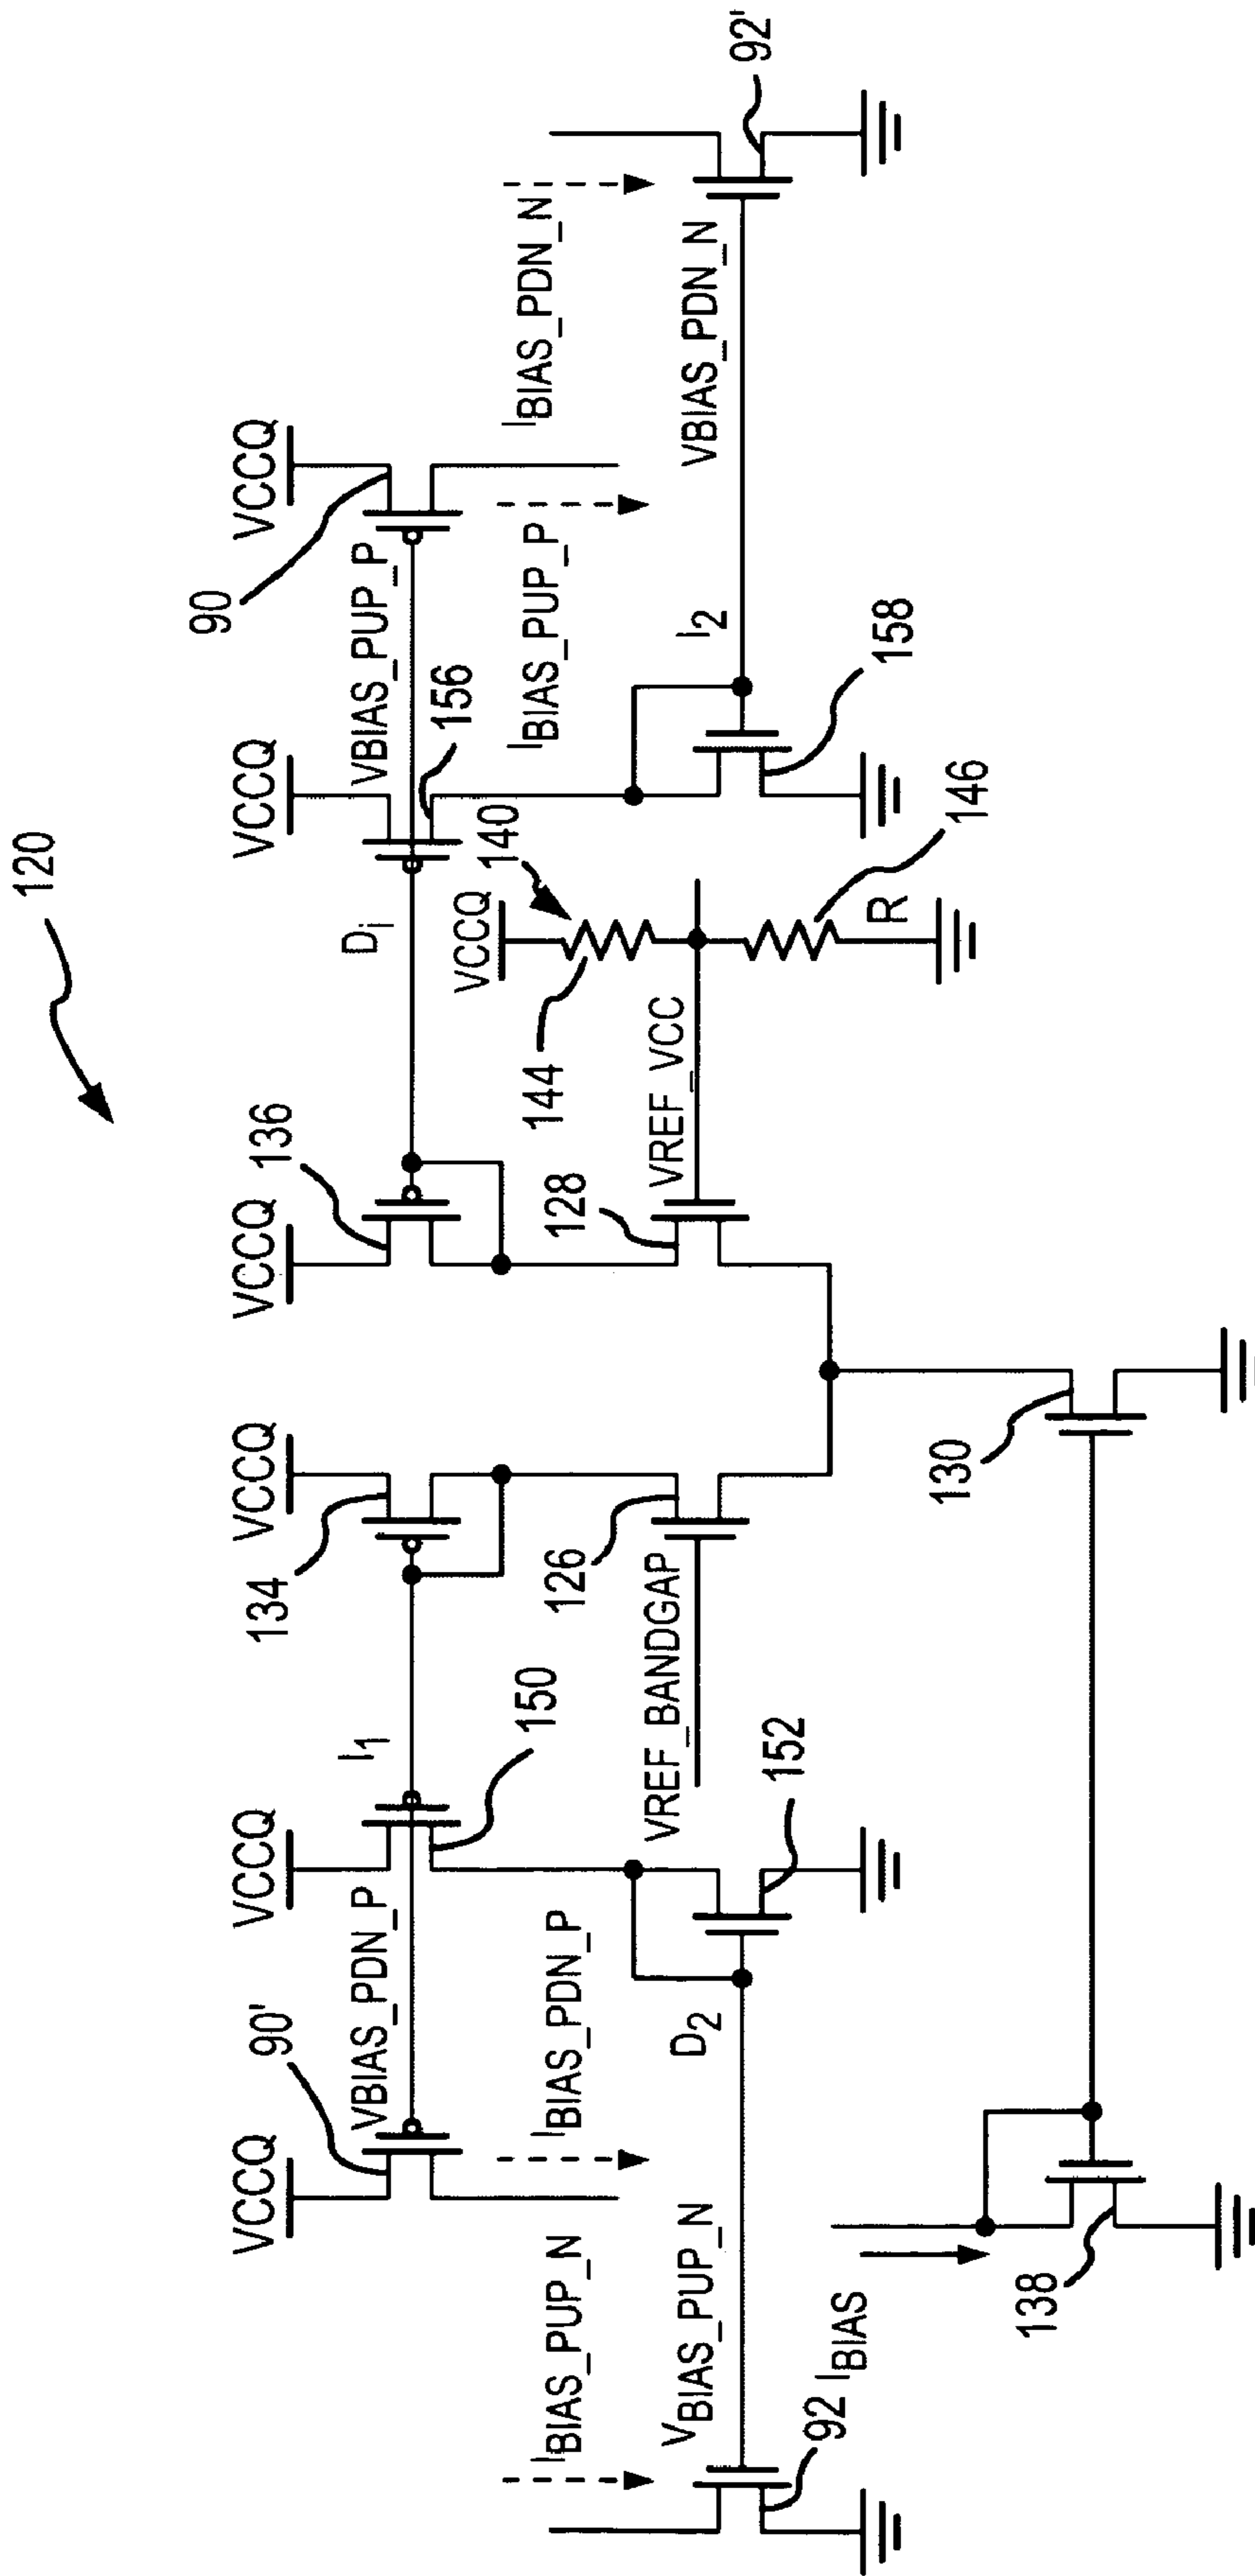 120
VCCQ
VCCQ
VCCQ
VCCQ
VCCQ
VCCQ
90'
VBIAS_PDN_P
I1
150
134
136
Di
VBIAS_PUP_P
156
90
IBIAS_PUP_N
IBIAS_PDN_P
VREF_BANDGAP
126
128
VCCQ
140
144
VREF_VCC
IBIAS_PUP_P
IBIAS_PDN_N
VBIAS_PUP_N
D2
152
R
146
I2
158
VBIAS_PDN_N
92'
92
IBIAS
138
130